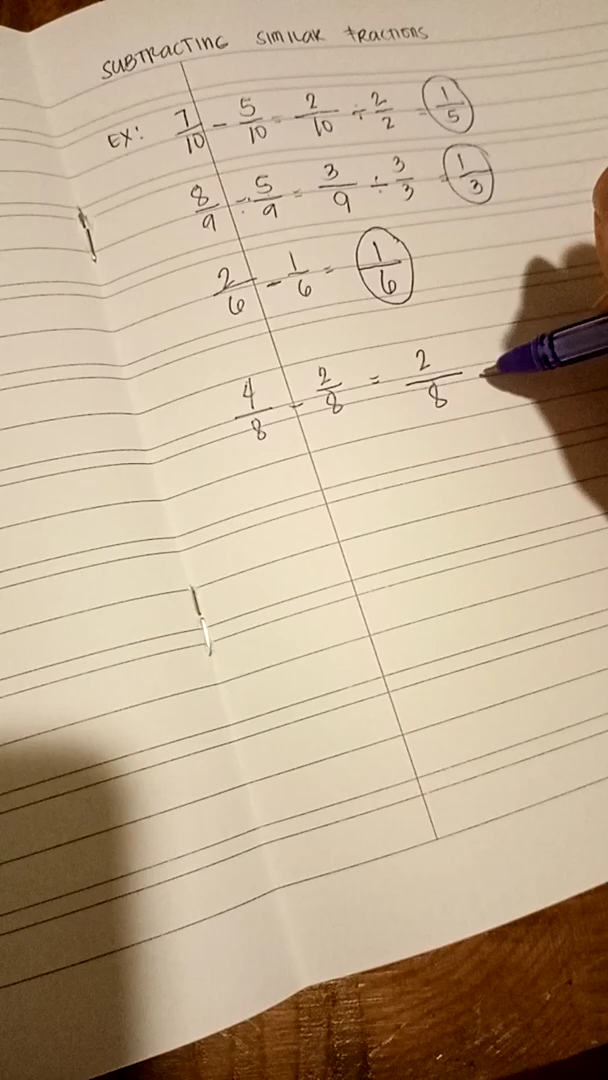 SUBTRACTING SIMILAR FRACTIONS
EX: 7/10 - 5/10 = 2/10 ÷ 2/2 = 1/5
8/9 ÷ 5/9 = 3/9 ÷ 3/3 = 1/3
2/6 - 1/6 = 1/6
4/8 - 2/8 = 2/8